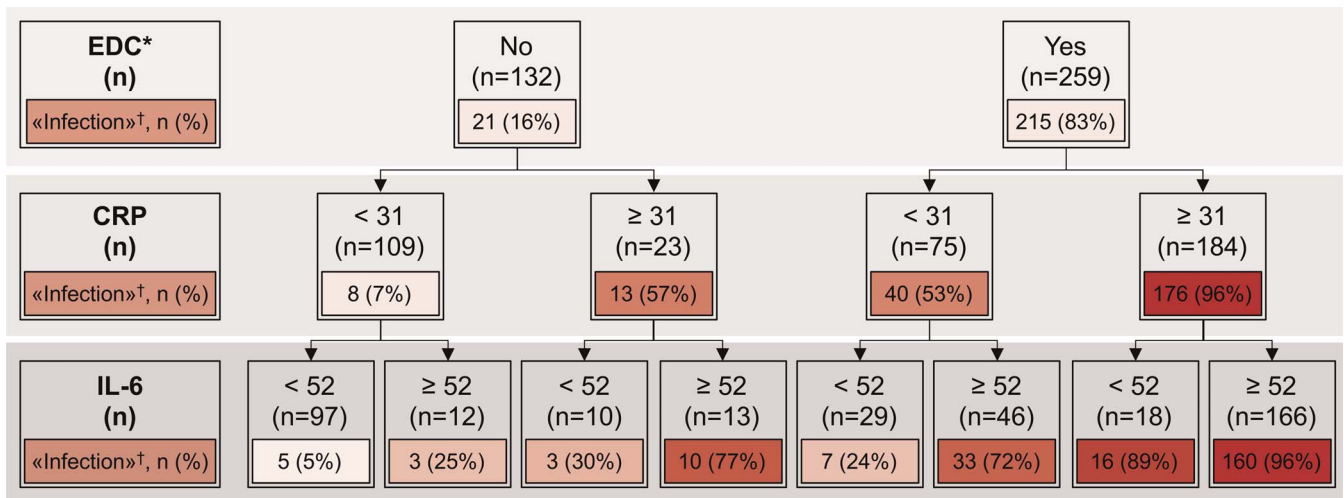 EDC*
(n)
«Infection»†, n (%)
No
(n=132)
21 (16%)
Yes
(n=259)
215 (83%)
CRP
(n)
«Infection»†, n (%)
< 31
(n=109)
8 (7%)
≥ 31
(n=23)
13 (57%)
< 31
(n=75)
40 (53%)
≥ 31
(n=184)
176 (96%)
IL-6
(n)
«Infection»†, n (%)
< 52
(n=97)
5 (5%)
≥ 52
(n=12)
3 (25%)
< 52
(n=10)
3 (30%)
≥ 52
(n=13)
10 (77%)
< 52
(n=29)
7 (24%)
≥ 52
(n=46)
33 (72%)
< 52
(n=18)
16 (89%)
≥ 52
(n=166)
160 (96%)